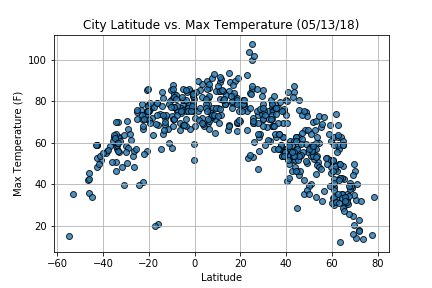 City Latitude vs. Max Temperature (05/13/18)
100
80
60
40
20
Max Temperature (F)
−60 −40 −20 0 20 40 60 80
Latitude